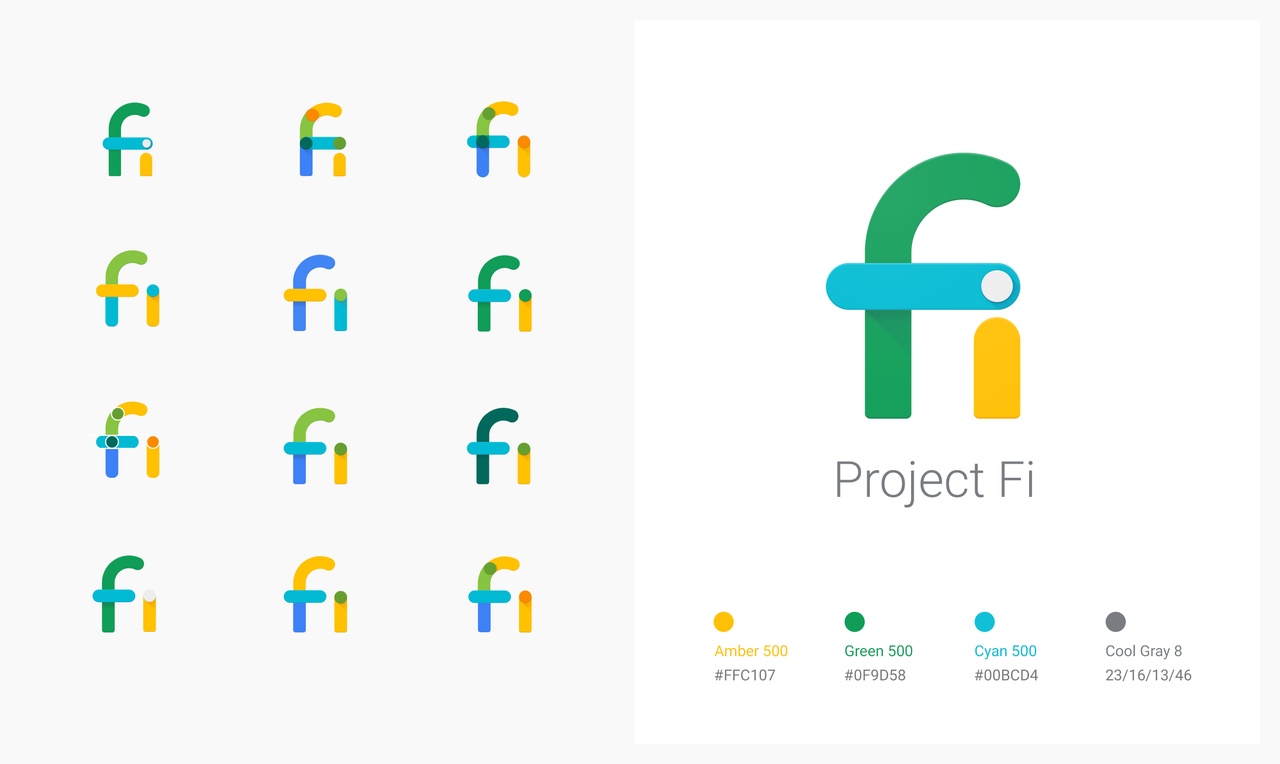 Project Fi
Amber 500
#FFC107
Green 500
#0F9D58
Cyan 500
#00BCD4
Cool Gray 8
23/16/13/46